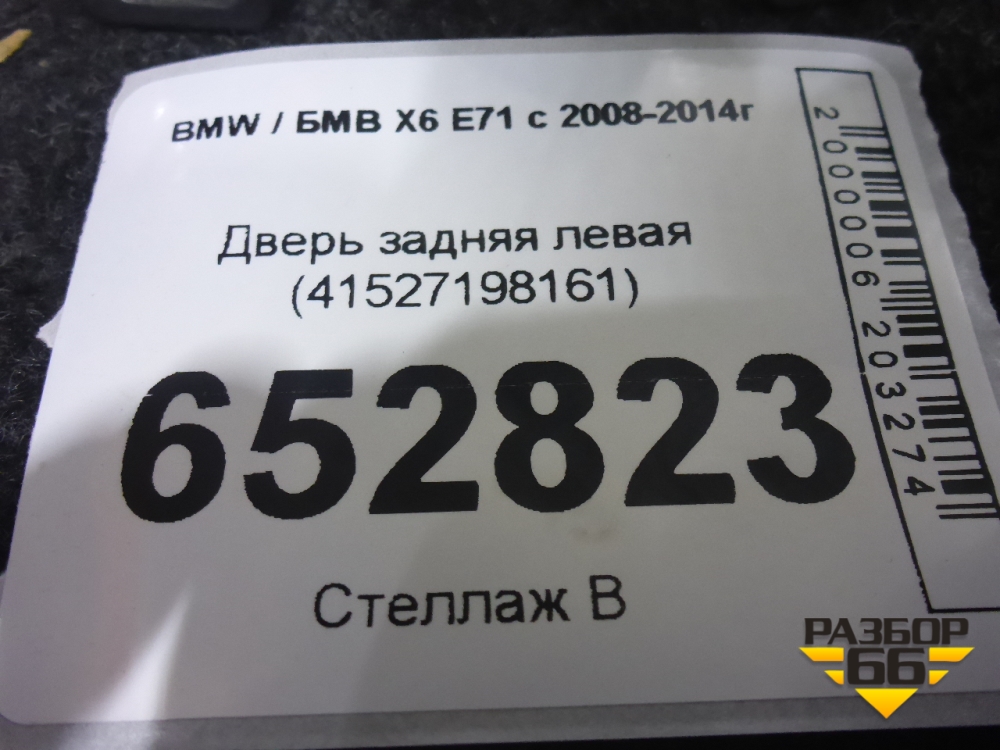 BMW / БМВ X6 E71 с 2008-2014г
Дверь задняя левая
(41527198161)
652823
Стеллаж В
2000006203274
РАЗБОР
66